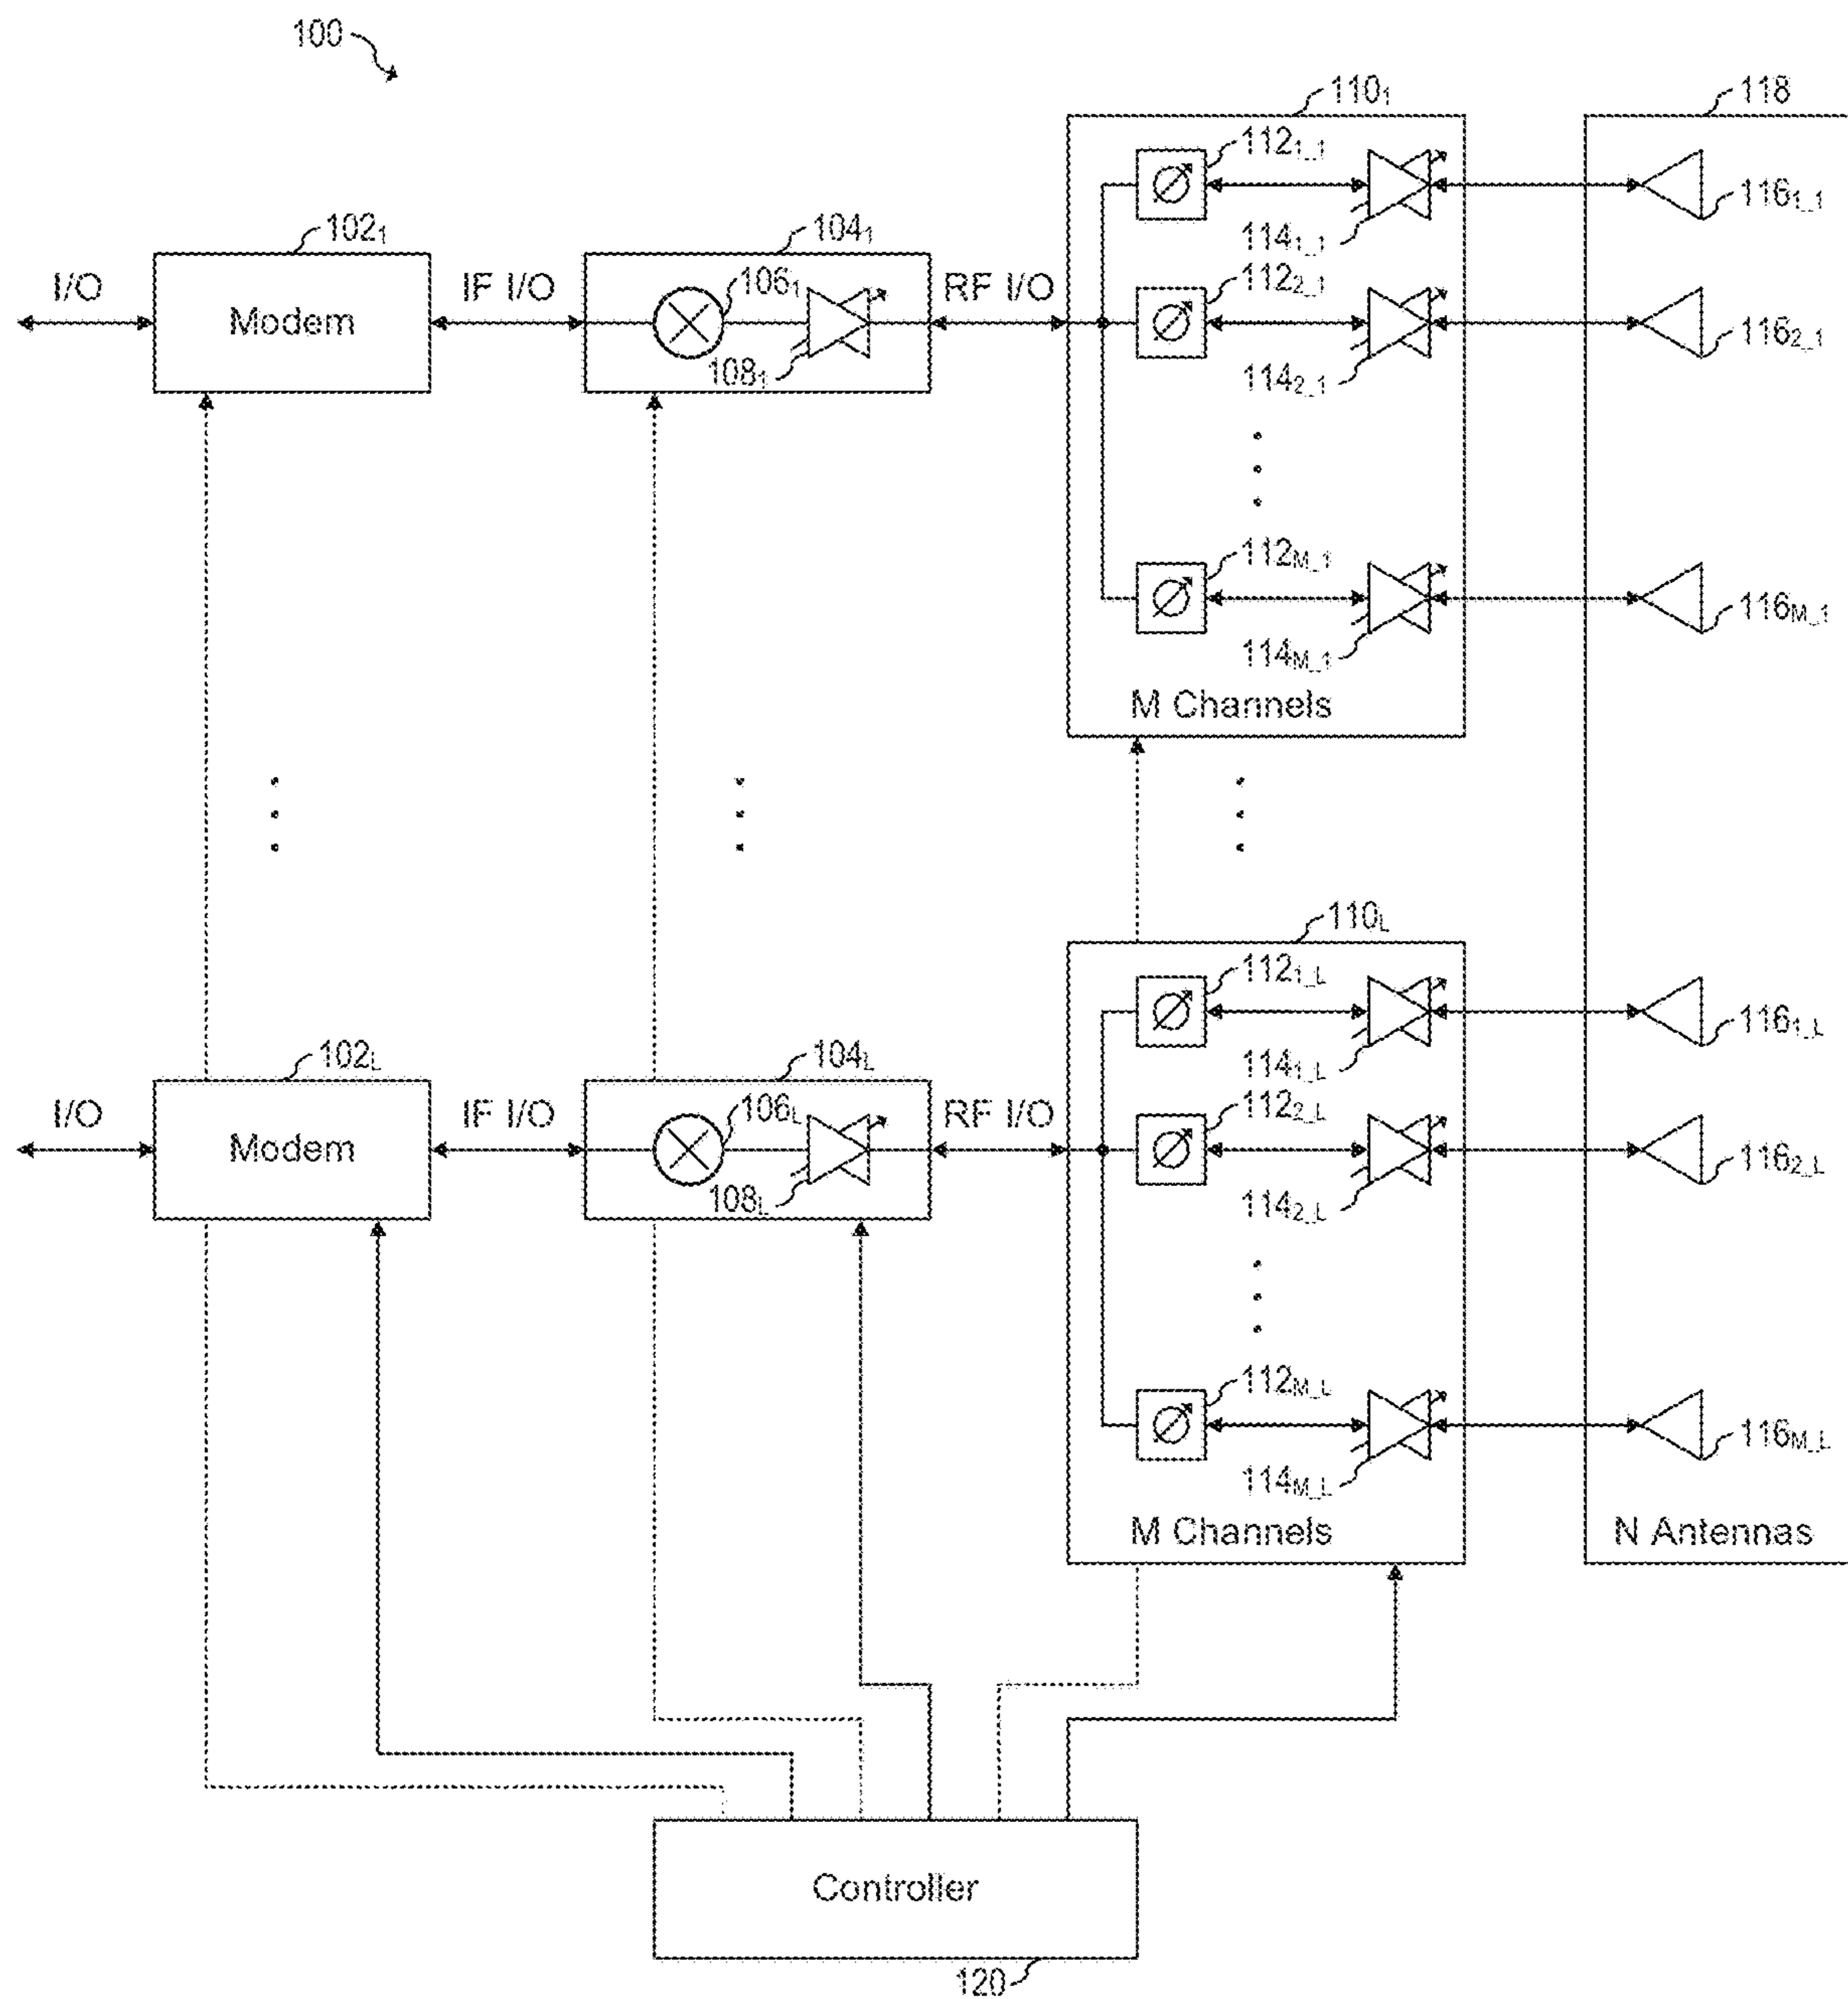 100
110₁
118
112₁_₁
116₁_₁
114₁_₁
102₁
104₁
I/O
Modem
IF I/O
106₁
108₁
RF I/O
112₂_₁
116₂_₁
114₂_₁
112M_1
116M_1
114M_1
M Channels
110L
112₁_L
116₁_L
114₁_L
102L
104L
I/O
Modem
IF I/O
106L
108L
RF I/O
112₂_L
116₂_L
114₂_L
112M_L
116M_L
114M_L
M Channels
N Antennas
Controller
120